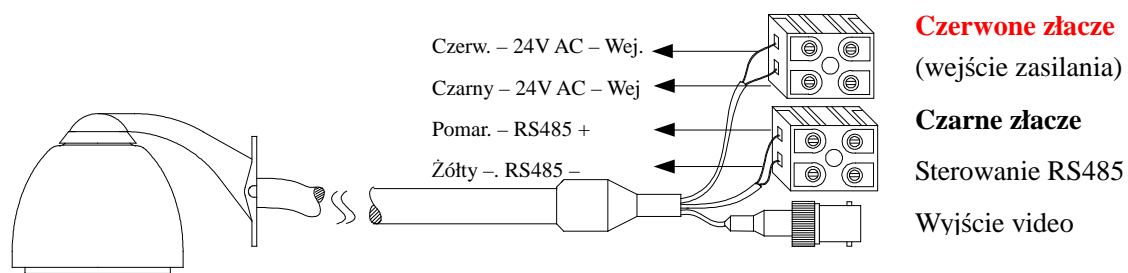 Czerw. – 24V AC – Wej.
Czarny – 24V AC – Wej
Pomar. – RS485 +
Żółty –. RS485 –
Czerwone złacze
(wejście zasilania)
Czarne złacze
Sterowanie RS485
Wyjście video